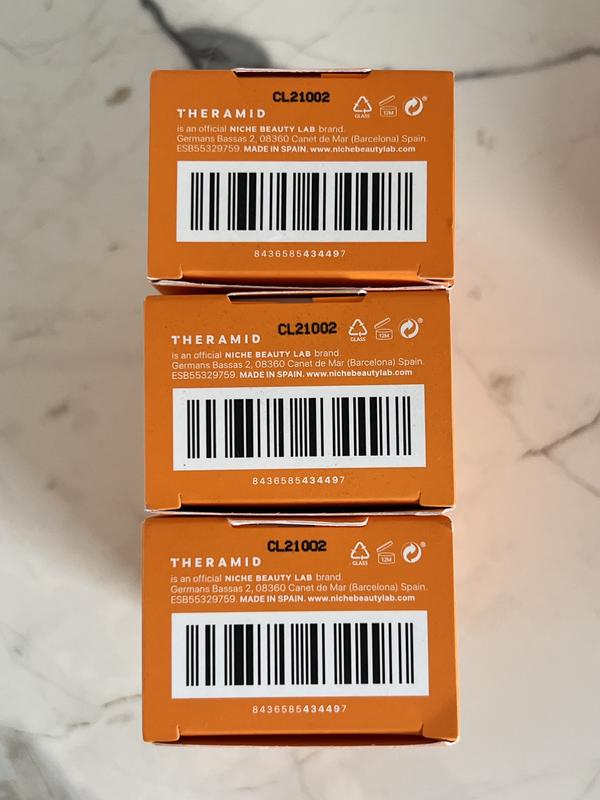 CL21002
THERAMID
GLASS 12M
is an official NICHE BEAUTY LAB brand.
Germans Bassas 2, 08360 Canet de Mar (Barcelona) Spain.
ESB55329759. MADE IN SPAIN. www.nichebeautylab.com
8436585434497
CL21002
THERAMID
GLASS 12M
is an official NICHE BEAUTY LAB brand.
Germans Bassas 2, 08360 Canet de Mar (Barcelona) Spain.
ESB55329759. MADE IN SPAIN. www.nichebeautylab.com
8436585434497
CL21002
THERAMID
GLASS 12M
is an official NICHE BEAUTY LAB brand.
Germans Bassas 2, 08360 Canet de Mar (Barcelona) Spain.
ESB55329759. MADE IN SPAIN. www.nichebeautylab.com
8436585434497